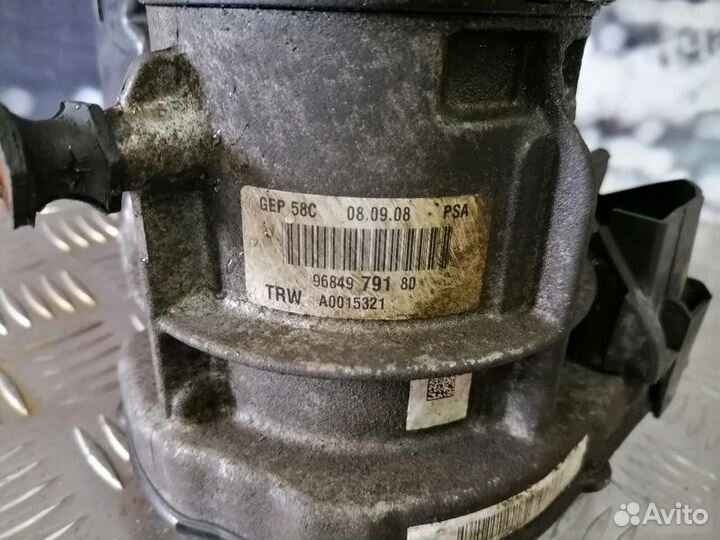 GEP 58C 08.09.08 PSA
96849 791 80
TRW A0015321
Avito